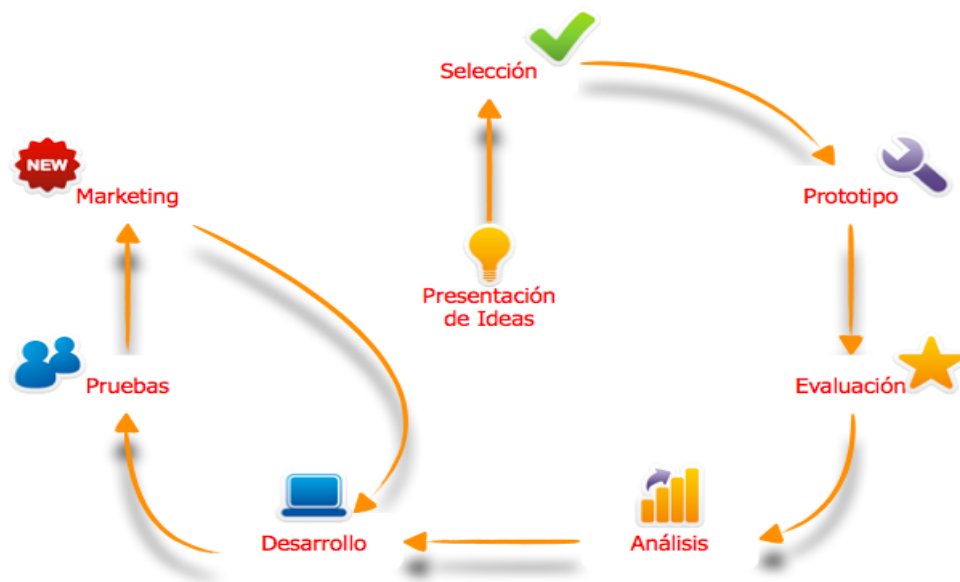 Selección
NEW
Marketing
Prototipo
Presentación
de Ideas
Pruebas
Evaluación
Desarrollo
Análisis